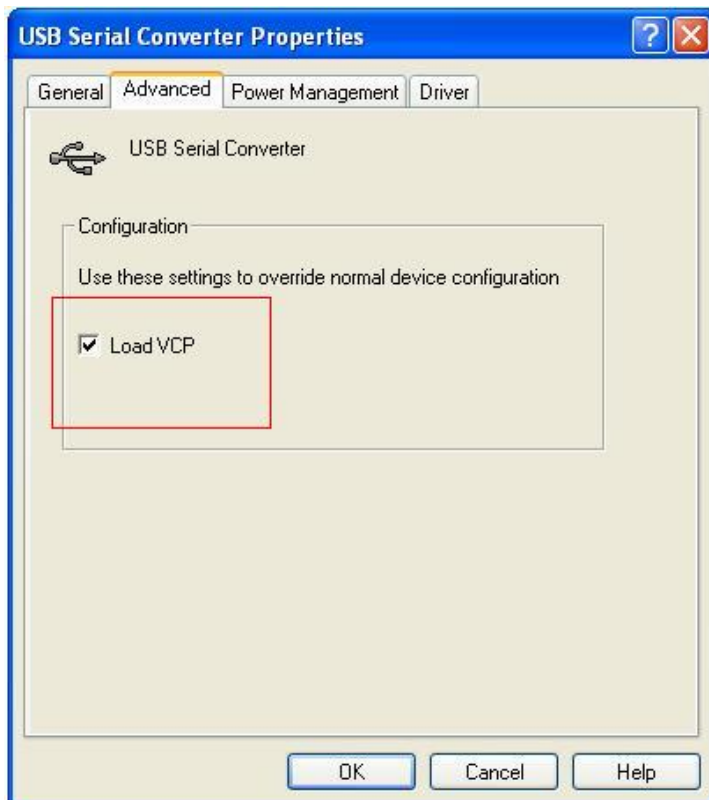 USB Serial Converter Properties
General Advanced Power Management Driver
USB Serial Converter
Configuration
Use these settings to override normal device configuration
Load VCP
OK Cancel Help